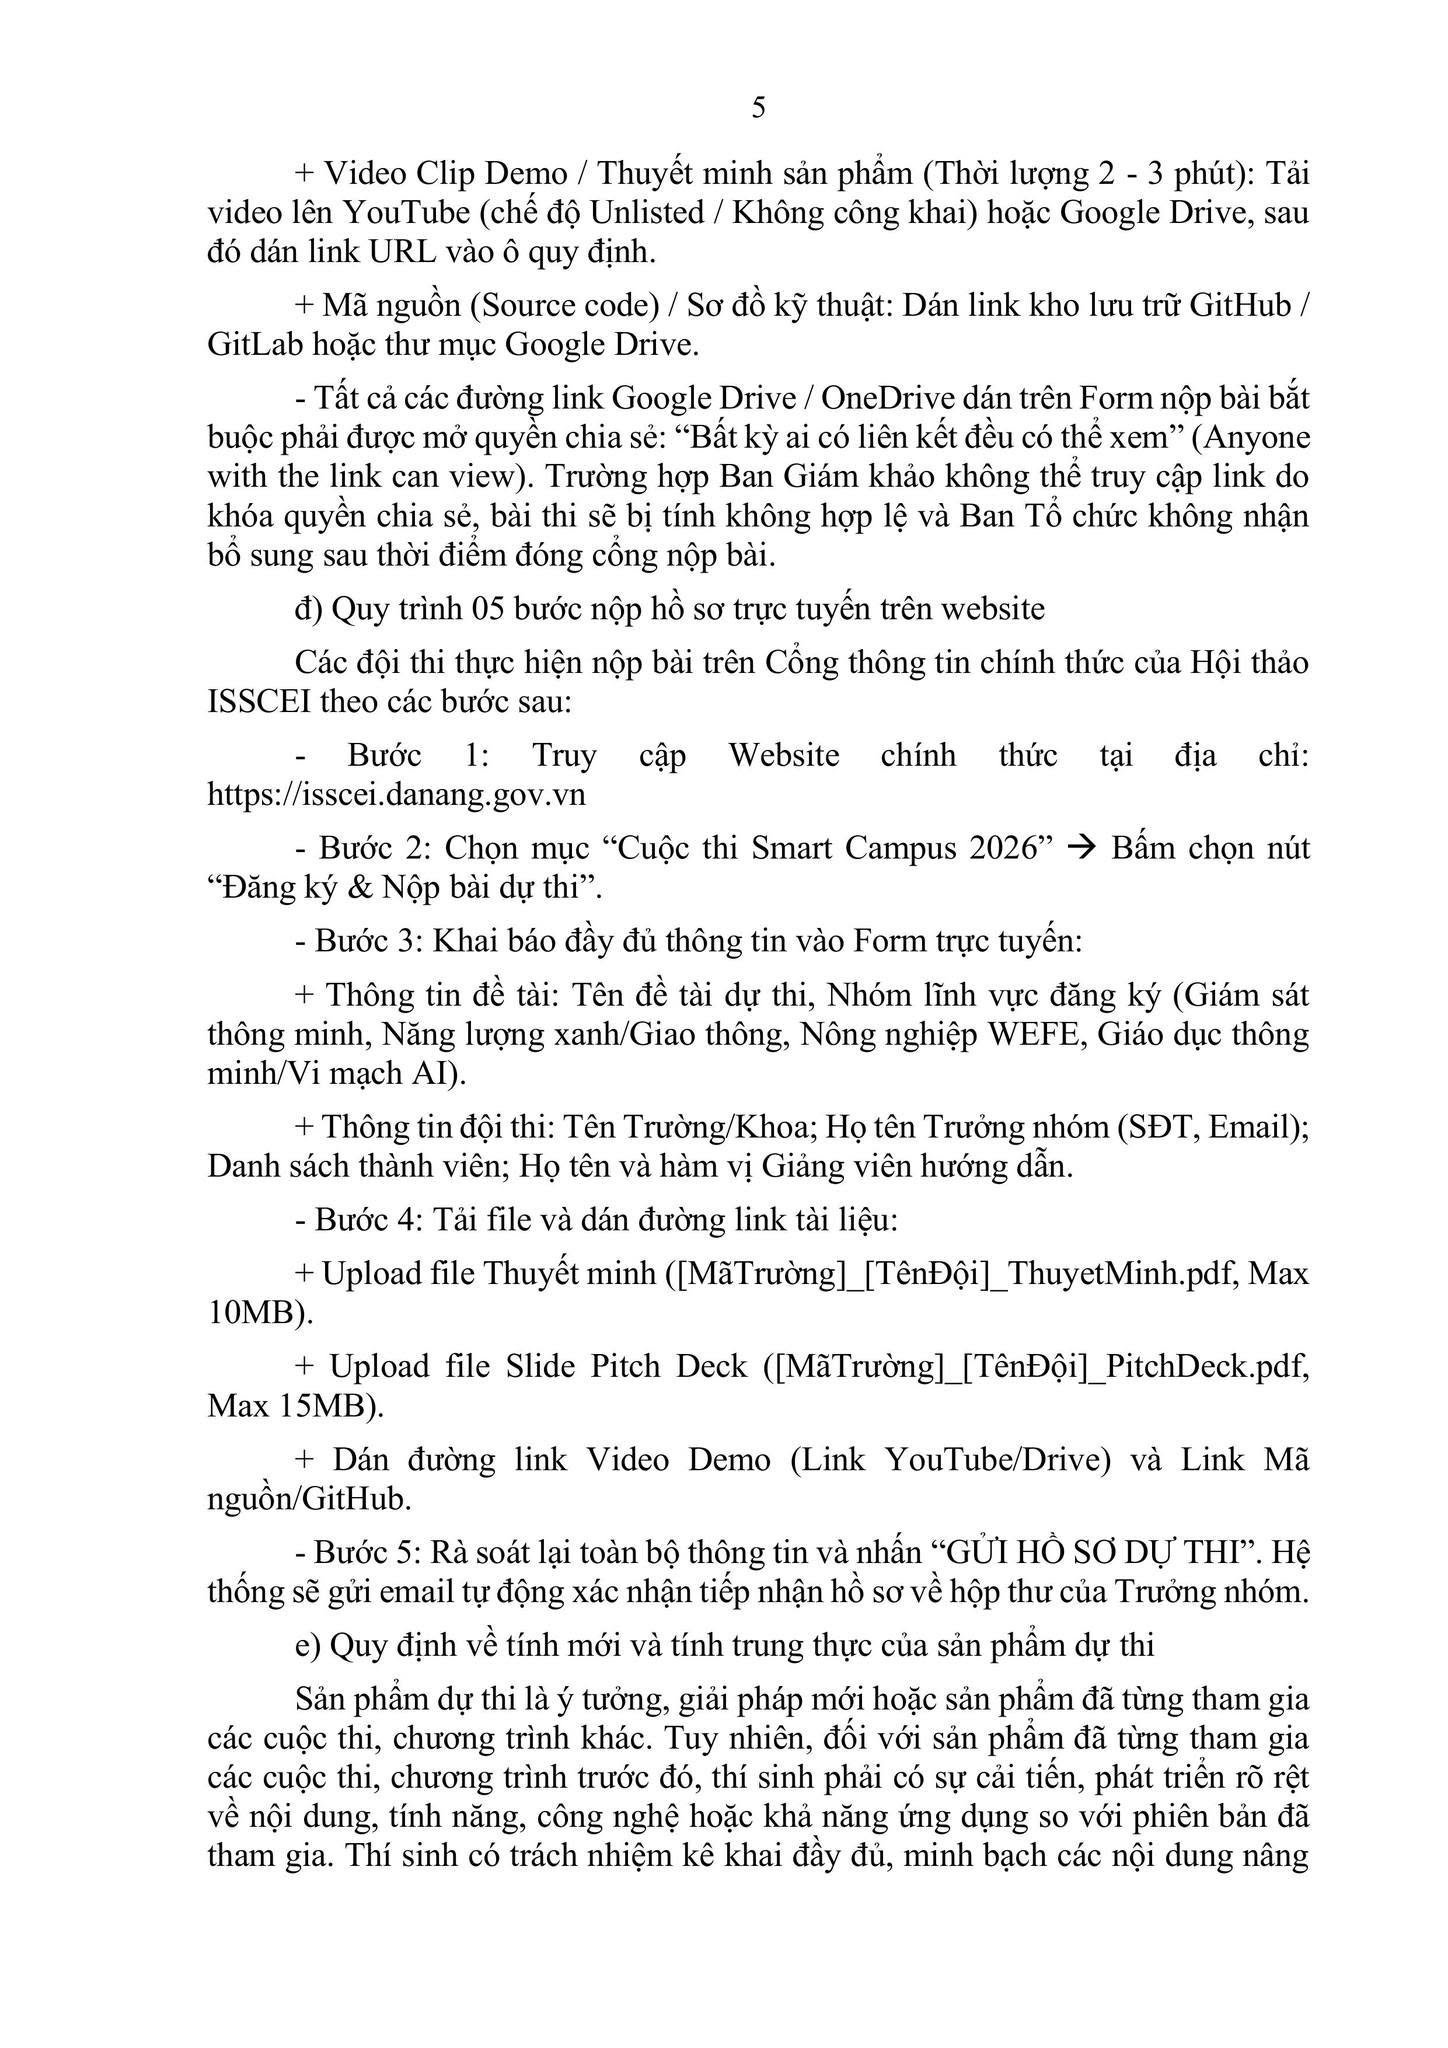 5
+ Video Clip Demo / Thuyết minh sản phẩm (Thời lượng 2 - 3 phút): Tải
video lên YouTube (chế độ Unlisted / Không công khai) hoặc Google Drive, sau
đó dán link URL vào ô quy định.
+ Mã nguồn (Source code) / Sơ đồ kỹ thuật: Dán link kho lưu trữ GitHub /
GitLab hoặc thư mục Google Drive.
- Tất cả các đường link Google Drive / OneDrive dán trên Form nộp bài bắt
buộc phải được mở quyền chia sẻ: “Bất kỳ ai có liên kết đều có thể xem” (Anyone
with the link can view). Trường hợp Ban Giám khảo không thể truy cập link do
khóa quyền chia sẻ, bài thi sẽ bị tính không hợp lệ và Ban Tổ chức không nhận
bổ sung sau thời điểm đóng cổng nộp bài.
đ) Quy trình 05 bước nộp hồ sơ trực tuyến trên website
Các đội thi thực hiện nộp bài trên Cổng thông tin chính thức của Hội thảo
ISSCEI theo các bước sau:
- Bước 1: Truy cập Website chính thức tại địa chỉ:
https://isscei.danang.gov.vn
- Bước 2: Chọn mục “Cuộc thi Smart Campus 2026” → Bấm chọn nút
“Đăng ký & Nộp bài dự thi”.
- Bước 3: Khai báo đầy đủ thông tin vào Form trực tuyến:
+ Thông tin đề tài: Tên đề tài dự thi, Nhóm lĩnh vực đăng ký (Giám sát
thông minh, Năng lượng xanh/Giao thông, Nông nghiệp WEFE, Giáo dục thông
minh/Vi mạch AI).
+ Thông tin đội thi: Tên Trường/Khoa; Họ tên Trưởng nhóm (SĐT, Email);
Danh sách thành viên; Họ tên và hàm vị Giảng viên hướng dẫn.
- Bước 4: Tải file và dán đường link tài liệu:
+ Upload file Thuyết minh ([MãTrường]_[TênĐội]_ThuyetMinh.pdf, Max
10MB).
+ Upload file Slide Pitch Deck ([MãTrường]_[TênĐội]_PitchDeck.pdf,
Max 15MB).
+ Dán đường link Video Demo (Link YouTube/Drive) và Link Mã
nguồn/GitHub.
- Bước 5: Rà soát lại toàn bộ thông tin và nhấn “GỬI HỒ SƠ DỰ THI”. Hệ
thống sẽ gửi email tự động xác nhận tiếp nhận hồ sơ về hộp thư của Trưởng nhóm.
e) Quy định về tính mới và tính trung thực của sản phẩm dự thi
Sản phẩm dự thi là ý tưởng, giải pháp mới hoặc sản phẩm đã từng tham gia
các cuộc thi, chương trình khác. Tuy nhiên, đối với sản phẩm đã từng tham gia
các cuộc thi, chương trình trước đó, thí sinh phải có sự cải tiến, phát triển rõ rệt
về nội dung, tính năng, công nghệ hoặc khả năng ứng dụng so với phiên bản đã
tham gia. Thí sinh có trách nhiệm kê khai đầy đủ, minh bạch các nội dung nâng